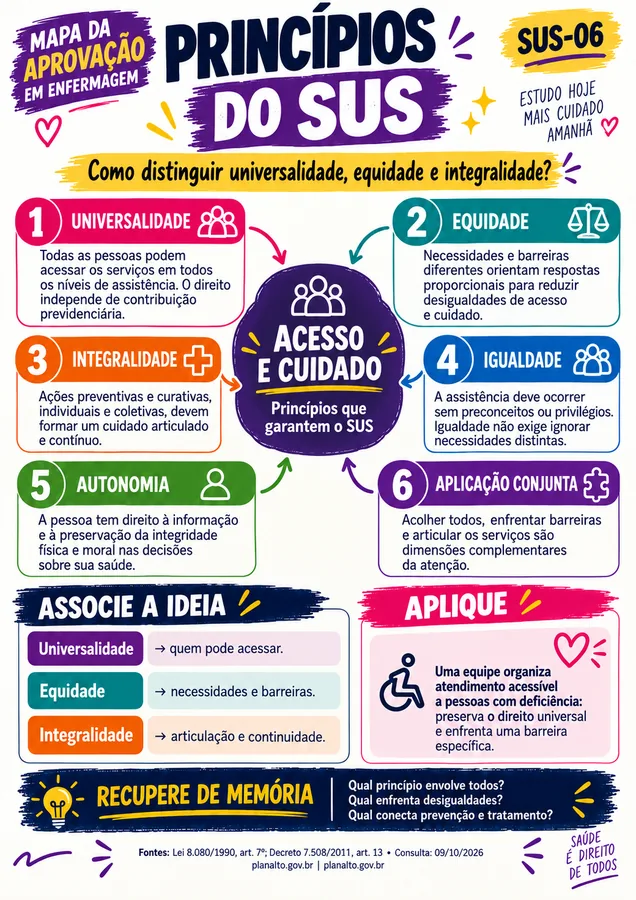 MAPA DA
APROVAÇÃO
EM ENFERMAGEM
PRINCÍPIOS
DO SUS
SUS-06
ESTUDO HOJE
MAIS CUIDADO
AMANHÃ
Como distinguir universalidade, equidade e integralidade?
1 UNIVERSALIDADE
Todas as pessoas podem
acessar os serviços em todos
os níveis de assistência. O direito
independe de contribuição
previdenciária.
2 EQUIDADE
Necessidades e barreiras
diferentes orientam respostas
proporcionais para reduzir
desigualdades de acesso
e cuidado.
ACESSO
E CUIDADO
Princípios que
garantem o SUS
3 INTEGRALIDADE
Ações preventivas e curativas,
individuais e coletivas, devem
formar um cuidado articulado
e contínuo.
4 IGUALDADE
A assistência deve ocorrer
sem preconceitos ou privilégios.
Igualdade não exige ignorar
necessidades distintas.
5 AUTONOMIA
A pessoa tem direito à informação
e à preservação da integridade
física e moral nas decisões
sobre sua saúde.
6 APLICAÇÃO CONJUNTA
Acolher todos, enfrentar barreiras
e articular os serviços são
dimensões complementares
da atenção.
ASSOCIE A IDEIA
Universalidade → quem pode acessar.
Equidade → necessidades e barreiras.
Integralidade → articulação e continuidade.
APLIQUE
Uma equipe organiza
atendimento acessível
a pessoas com deficiência:
preserva o direito universal
e enfrenta uma barreira
específica.
RECUPERE DE MEMÓRIA
Qual princípio envolve todos?
Qual enfrenta desigualdades?
Qual conecta prevenção e tratamento?
Fontes: Lei 8.080/1990, art. 7º; Decreto 7.508/2011, art. 13 • Consulta: 09/10/2026
planalto.gov.br | planalto.gov.br
SAÚDE
É DIREITO
DE TODOS